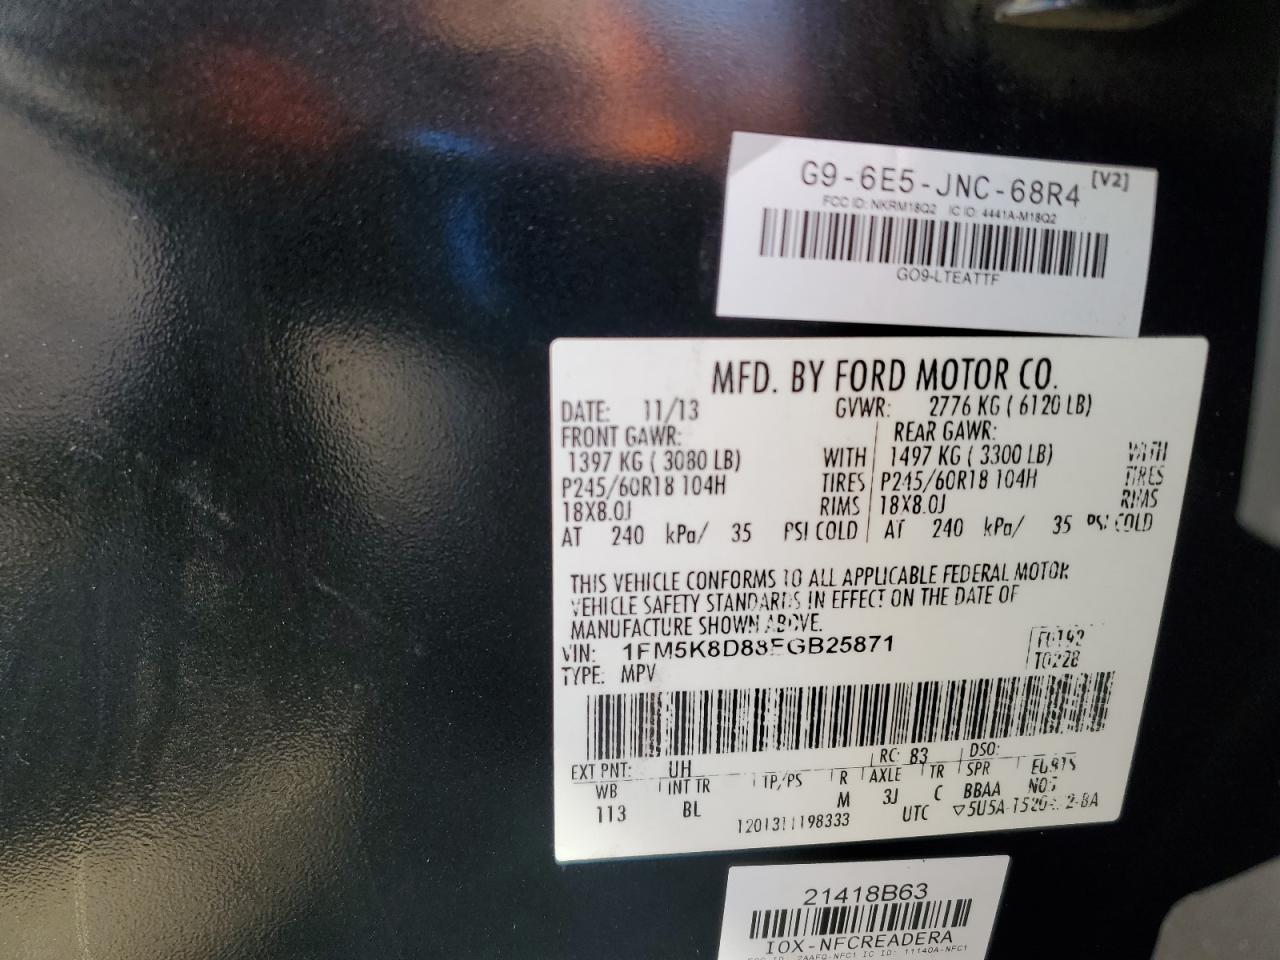 G9-6E5-JNC-68R4 [V2]
FCC ID: NKRM18Q2 IC ID: 4441A-M18Q2
GO9-LTEATTF
MFD. BY FORD MOTOR CO.
DATE: 11/13 GVWR: 2776 KG ( 6120 LB)
FRONT GAWR: REAR GAWR:
1397 KG ( 3080 LB) WITH 1497 KG ( 3300 LB) WITH
P245/60R18 104H TIRES P245/60R18 104H TIRES
18X8.0J RIMS 18X8.0J RIMS
AT 240 kPa/ 35 PSI COLD AT 240 kPa/ 35 PSI COLD
THIS VEHICLE CONFORMS TO ALL APPLICABLE FEDERAL MOTOR
VEHICLE SAFETY STANDARDS IN EFFECT ON THE DATE OF
MANUFACTURE SHOWN ABOVE.
VIN: 1FM5K8D88EGB25871
TYPE: MPV
T0228
EXT PNT: UH RC: 83 DSO:
WB INT TR TP/PS R AXLE TR SPR
113 BL M 3J C BBAA
1201311198333 UTC
21418B63
IOX-NFCREADERA